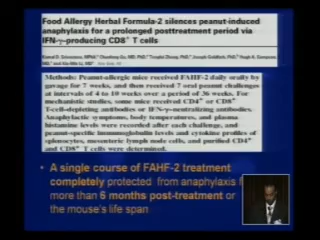 Food Allergy Herbal Formula-2 silences peanut-induced
anaphylaxis for a prolonged posttreatment period via
IFN-γ–producing CD8+ T cells
Methods: Peanut-allergic mice received FAHF-2 daily orally by
gavage for 7 weeks, and then received 7 oral peanut challenges
at intervals of 4 to 10 weeks over a period of 36 weeks. For
mechanistic studies, some mice received CD4+ or CD8+
T-cell-depleting antibodies or IFN-γ–neutralizing antibodies.
Anaphylactic symptoms, body temperatures, and plasma
histamine levels were recorded after each challenge, and
peanut-specific immunoglobulin levels and cytokine profiles of
splenocytes, mesenteric lymph node cells, and purified CD4+
and CD8+ T cells were determined.
• A single course of FAHF-2 treatment
completely protected from anaphylaxis
more than 6 months post-treatment or
the mouse's life span